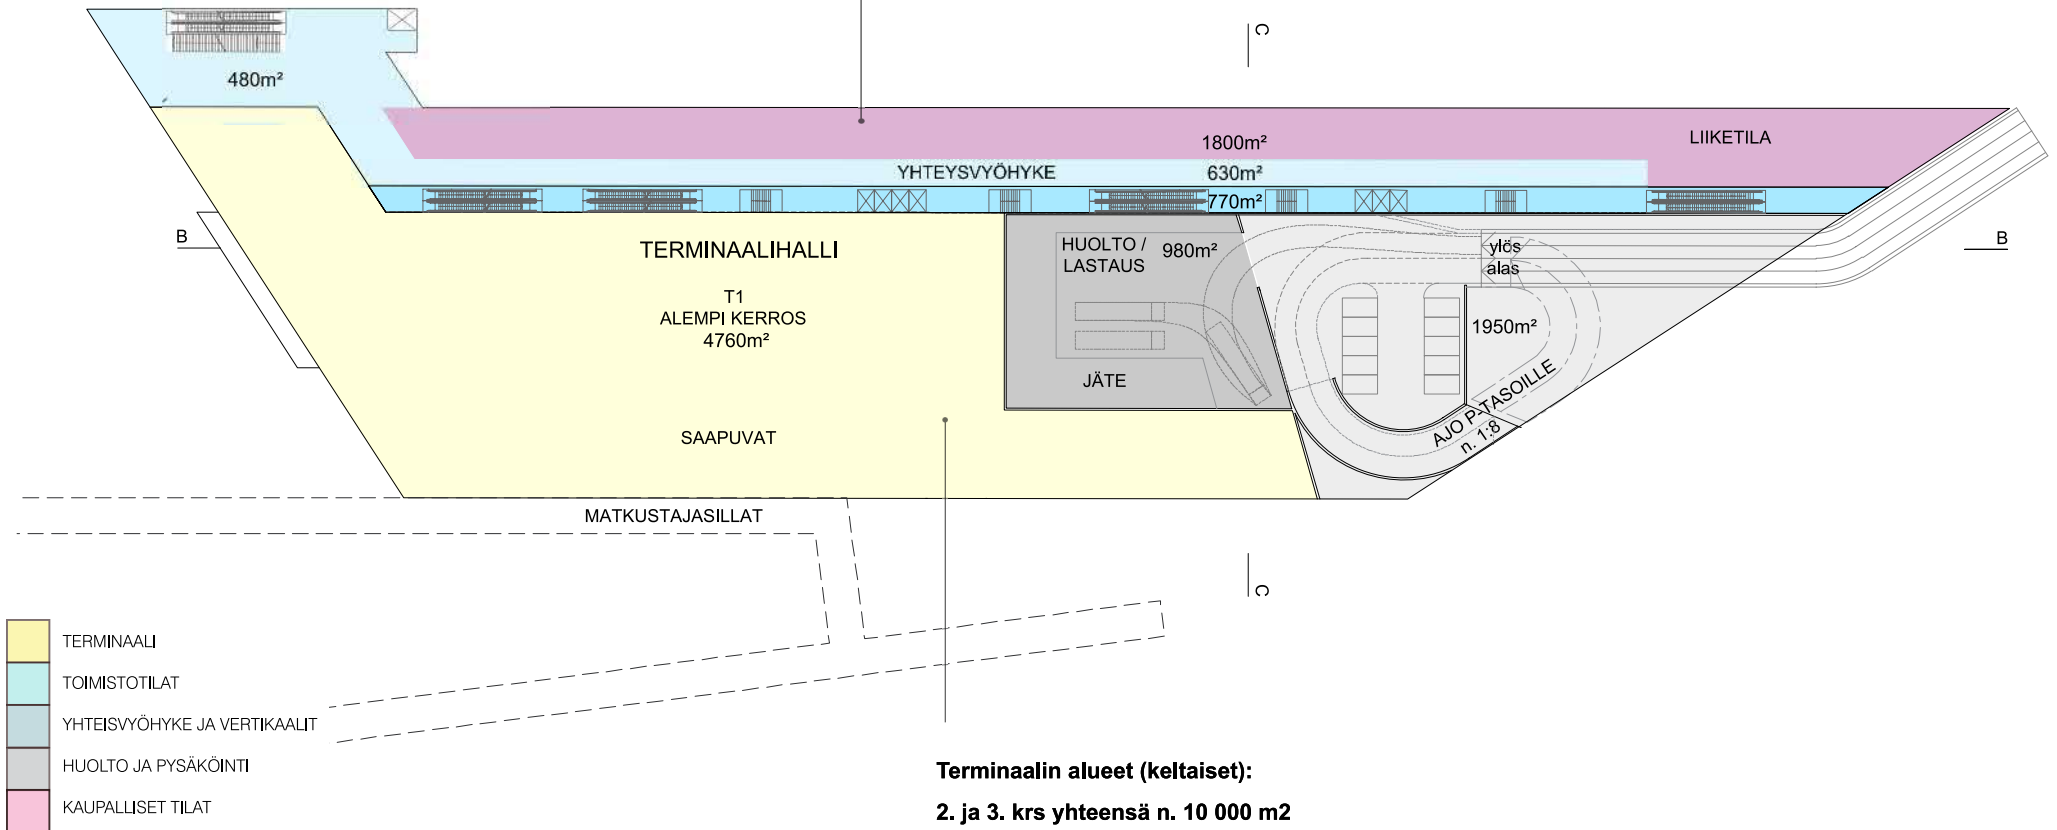 C
480m²
1800m²
LIIKETILA
YHTEYSVYÖHYKE
630m²
770m²
B
TERMINAALIHALLI
HUOLTO /
LASTAUS
980m²
ylös
alas
B
T1
ALEMPI KERROS
4760m²
1950m²
JÄTE
AJO P-TASOILLE
n. 1:8
SAAPUVAT
MATKUSTAJASILLAT
C
TERMINAALI
TOIMISTOTILAT
YHTEISVYÖHYKE JA VERTIKAALIT
HUOLTO JA PYSÄKÖINTI
KAUPALLISET TILAT
Terminaalin alueet (keltaiset):
2. ja 3. krs yhteensä n. 10 000 m2